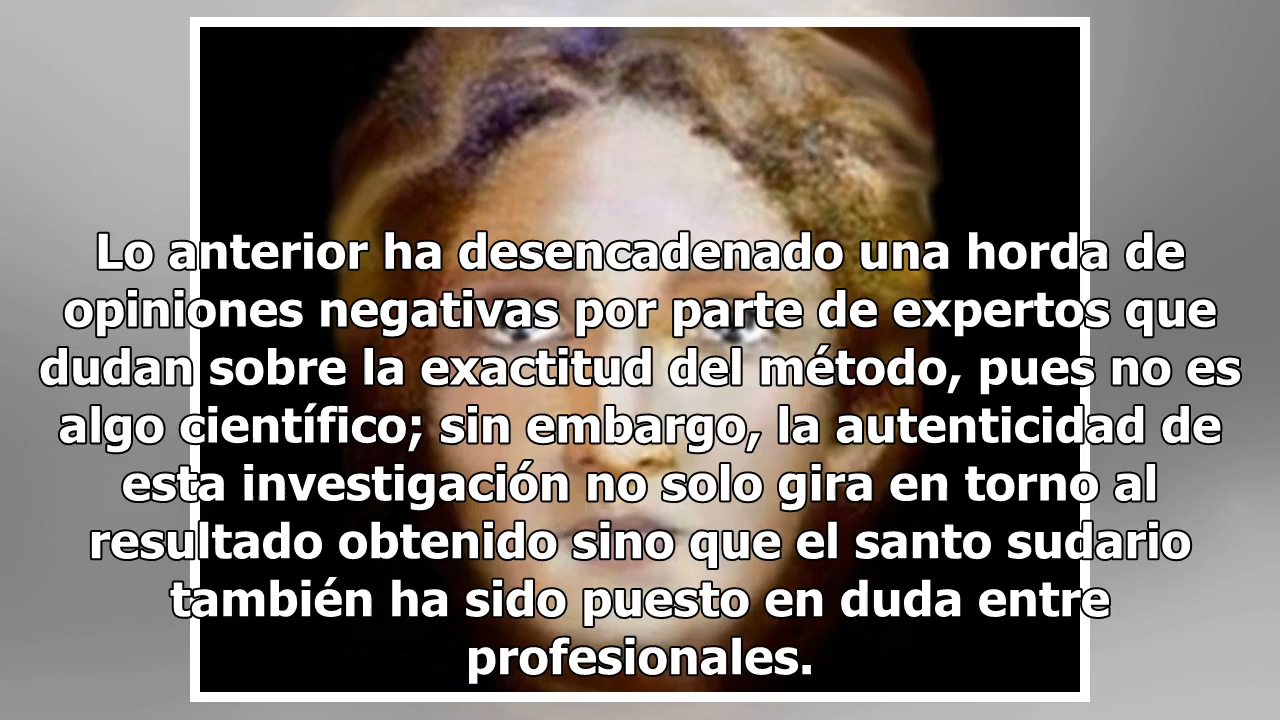 Lo anterior ha desencadenado una horda de
opiniones negativas por parte de expertos que
dudan sobre la exactitud del método, pues no es
algo científico; sin embargo, la autenticidad de
esta investigación no solo gira en torno al
resultado obtenido sino que el santo sudario
también ha sido puesto en duda entre
profesionales.